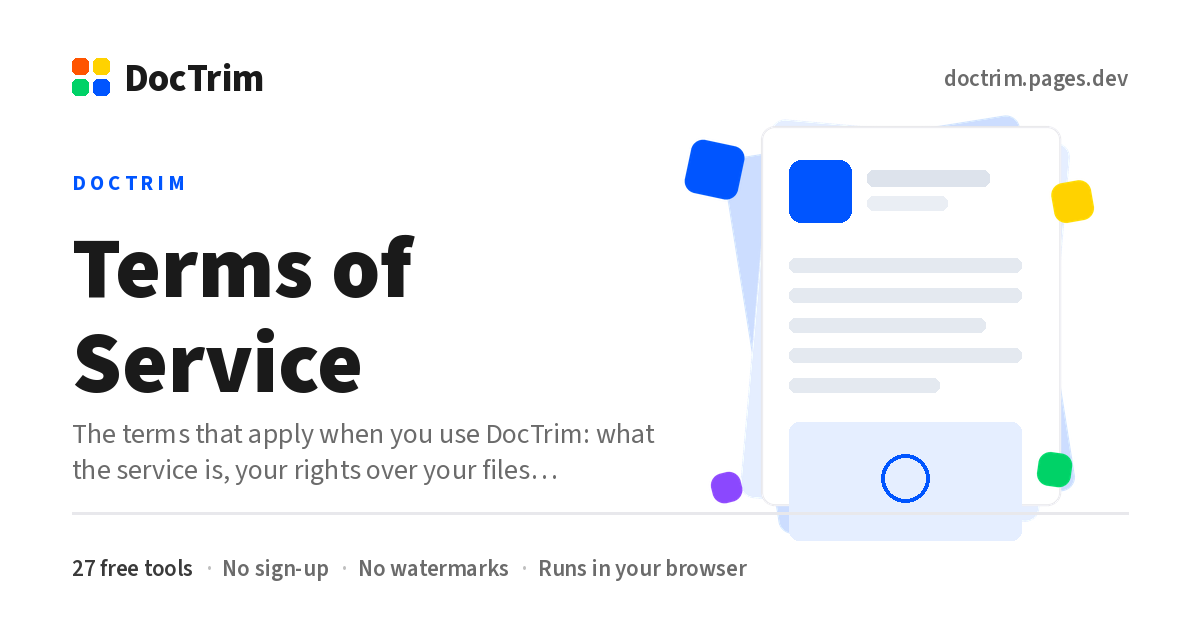 DocTrim
doctrim.pages.dev
DOCTRIM
Terms of
Service
The terms that apply when you use DocTrim: what
the service is, your rights over your files…
27 free tools · No sign-up · No watermarks · Runs in your browser